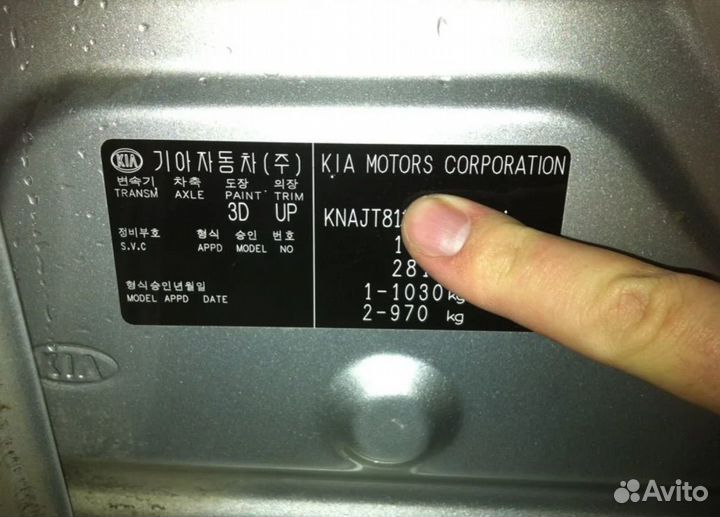 KIA 기아자동차(주)
변속기 차축 도장 의장
TRANSM AXLE PAINT TRIM
3D UP
정비부호 형식 승인 번호
S.V.C APPD MODEL NO
형식승인년월일
MODEL APPD DATE
KIA MOTORS CORPORATION
KNAJT81
1
281
1-1030 kg
2-970 kg
KIA
Avito